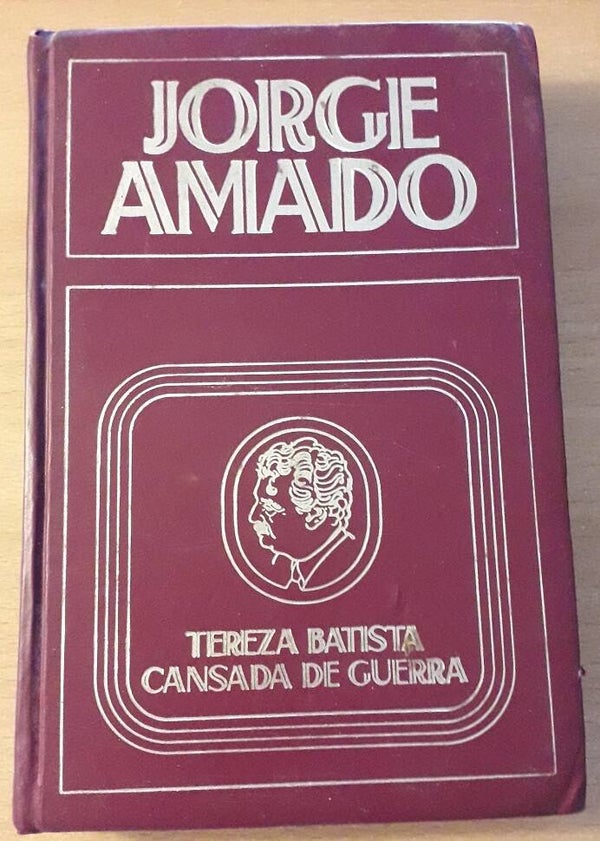 JORGE
AMADO
TEREZA BATISTA
CANSADA DE GUERRA